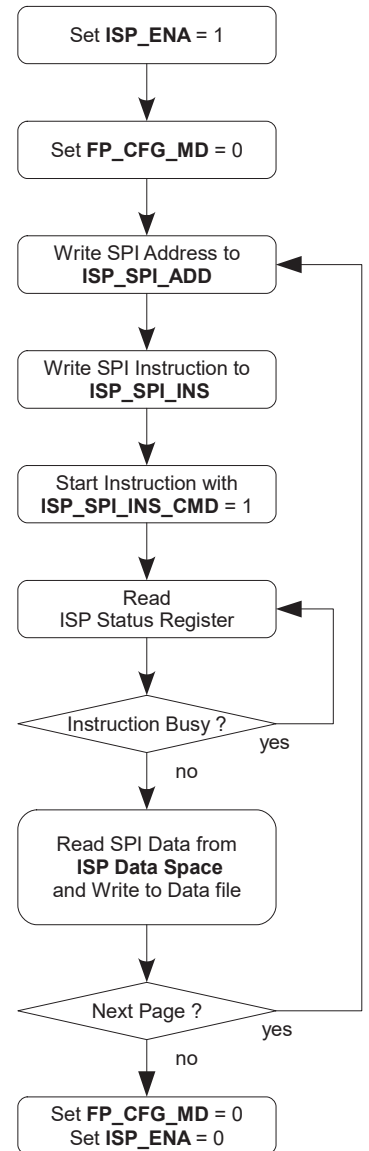 Set ISP_ENA = 1
Set FP_CFG_MD = 0
Write SPI Address to
ISP_SPI_ADD
Write SPI Instruction to
ISP_SPI_INS
Start Instruction with
ISP_SPI_INS_CMD = 1
Read
ISP Status Register
Instruction Busy ?
yes
no
Read SPI Data from
ISP Data Space
and Write to Data file
Next Page ?
yes
no
Set FP_CFG_MD = 0
Set ISP_ENA = 0